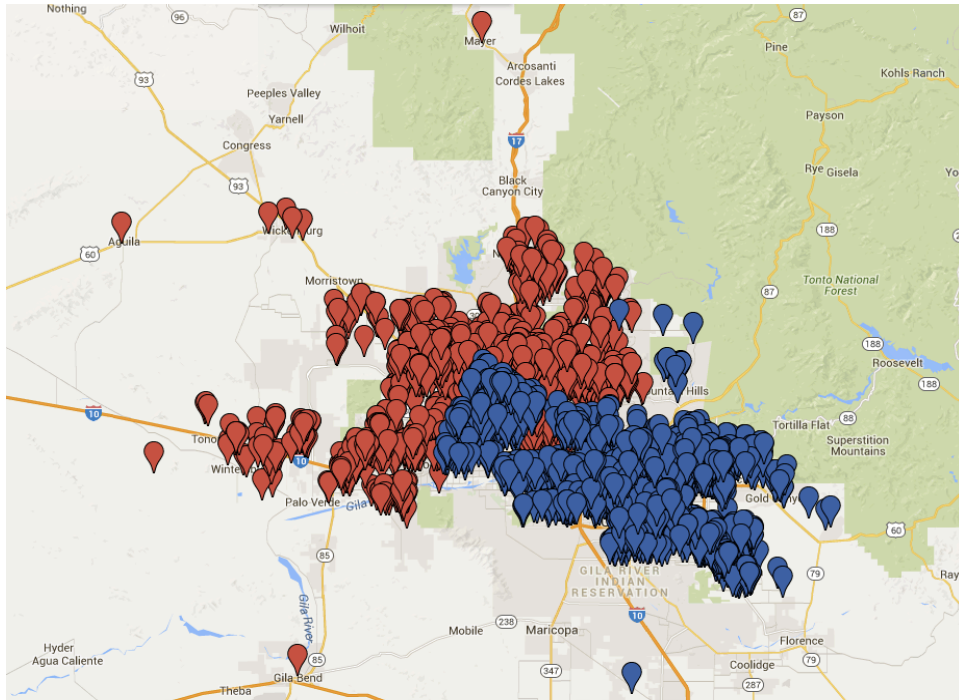 Nothing
96
Wilhoit
Mayer
87
Pine
Arcosanti
Cordes Lakes
93
Kohls Ranch
Peeples Valley
Yarnell
Payson
17
Congress
Rye
Gisela
93
Black
Canyon City
188
Aguila
60
Tonto National
Forest
Morristown
87
188
Roosevelt
188
10
88
Tortilla Flat
Superstition
Mountains
10
Palo Verde
60
85
GILA RIVER
INDIAN
RESERVATION
79
Gila River
10
Hyder
Agua Caliente
Mobile
238
Maricopa
Florence
85
Gila Bend
347
Coolidge
79
Theba
287